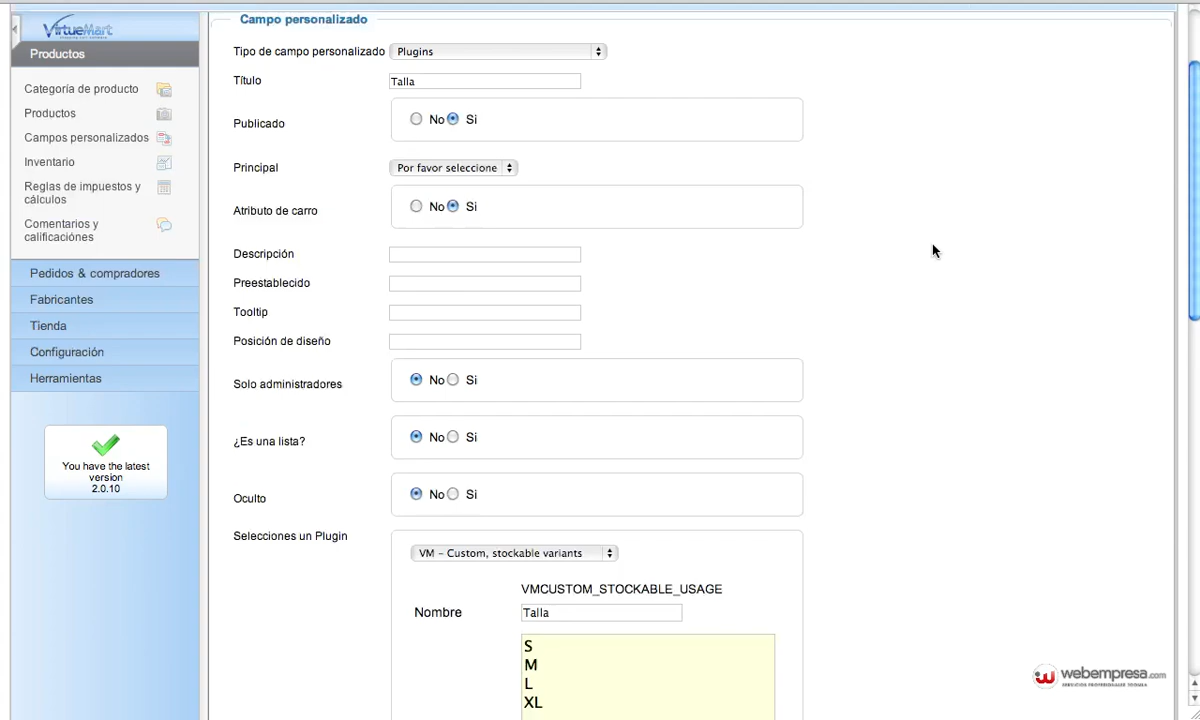 VirtueMart
Productos
Categoría de producto
Productos
Campos personalizados
Inventario
Reglas de impuestos y
cálculos
Comentarios y
calificaciónes
Pedidos & compradores
Fabricantes
Tienda
Configuración
Herramientas
You have the latest
version
2.0.10
Campo personalizado
Tipo de campo personalizado Plugins
Título Talla
Publicado No Si
Principal Por favor seleccione
Atributo de carro No Si
Descripción
Preestablecido
Tooltip
Posición de diseño
Solo administradores No Si
¿Es una lista? No Si
Oculto No Si
Selecciones un Plugin
VM – Custom, stockable variants
VMCUSTOM_STOCKABLE_USAGE
Nombre Talla
S
M
L
XL
webempresa.com